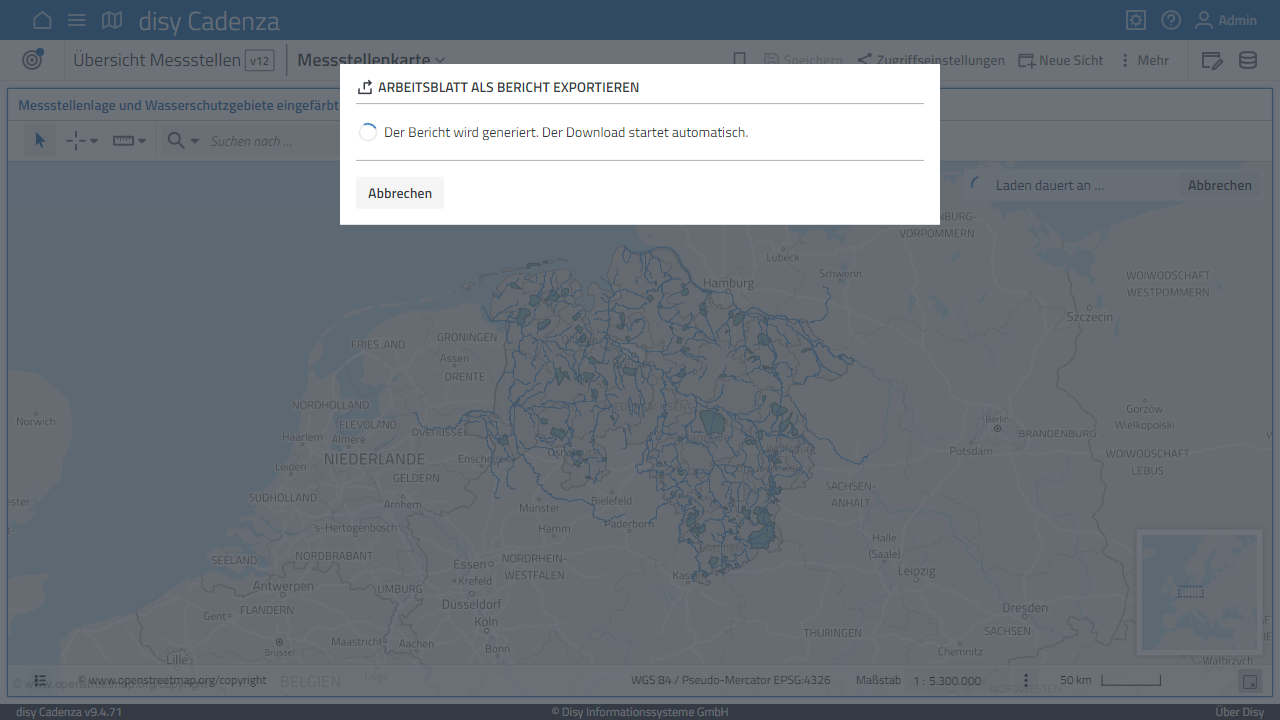 disy Cadenza
Admin
Übersicht Messstellen v12
Messstellenkarte
Speichern
Zugriffseinstellungen
Neue Sicht
Mehr
ARBEITSBLATT ALS BERICHT EXPORTIEREN
Der Bericht wird generiert. Der Download startet automatisch.
Abbrechen
Messstellenlage und Wasserschutzgebiete eingefärbt
Suchen nach ...
Laden dauert an ...
Abbrechen
VORPOMMERN
Lübeck
Schwerin
Hamburg
WOIWODSCHAFT
WESTPOMMERN
Szczecin
GRONINGEN
FRIESLAND
Assen
DRENTE
NORDHOLLAND
FLEVOLAND
Norwich
Haarlem
Almere
OVERIJSSEL
Gorzów
Wielkopolski
Berlin
BRANDENBURG
Potsdam
NIEDERLANDE
Leiden
Enschede
GELDERN
WOIWODSCHAFT
LEBUS
SACHSEN-
ANHALT
SÜDHOLLAND
Arnhem
Münster
Bielefeld
's-Hertogenbosch
Hamm
Paderborn
Halle
(Saale)
Leipzig
NORDBRABANT
SEELAND
Essen
NORDRHEIN-
WESTFALEN
Krefeld
Antwerpen
LIMBURG
Düsseldorf
Göttingen
FLANDERN
Gent
Köln
Dresden
SACHSEN
THÜRINGEN
Maastricht
Aachen
Brüssel
Bonn
Chemnitz
Lille
Wałbrzych
BELGIEN
© www.openstreetmap.org/copyright
WGS 84 / Pseudo-Mercator EPSG:4326
Maßstab
1 : 5.300.000
50 km
NORDWESTEN
disy Cadenza v9.4.71
© Disy Informationssysteme GmbH
Über Disy